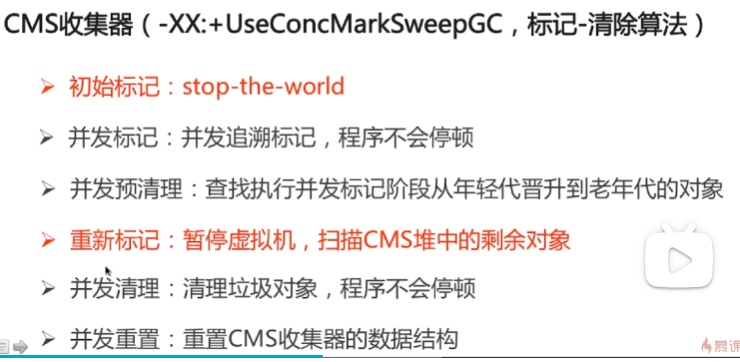 CMS收集器（-XX:+UseConcMarkSweepGC，标记-清除算法）
初始标记：stop-the-world
并发标记：并发追溯标记，程序不会停顿
并发预清理：查找执行并发标记阶段从年轻代晋升到老年代的对象
重新标记：暂停虚拟机，扫描CMS堆中的剩余对象
并发清理：清理垃圾对象，程序不会停顿
并发重置：重置CMS收集器的数据结构